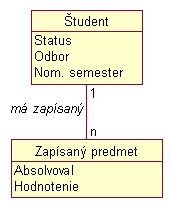 Študent
Status
Odbor
Nom. semester
1
má zapísaný
n
Zapísaný predmet
Absolvoval
Hodnotenie